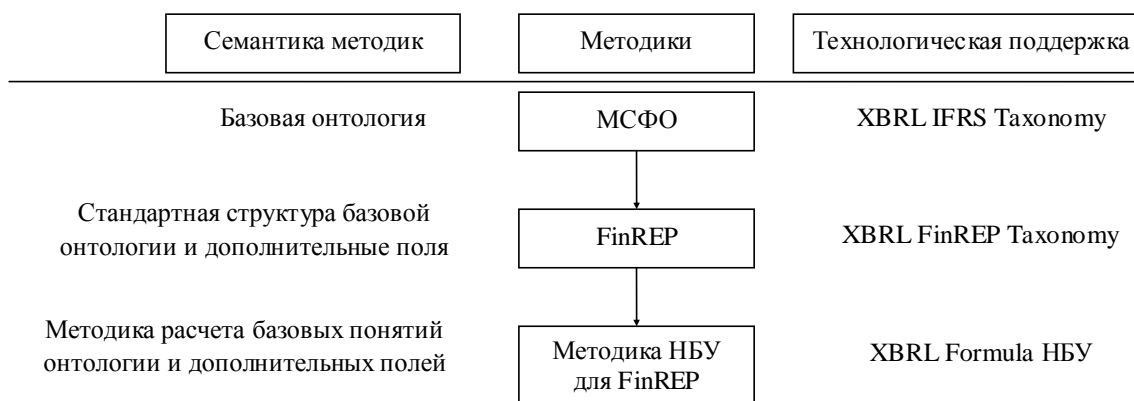 Семантика методик
Методики
Технологическая поддержка
Базовая онтология
МСФО
XBRL IFRS Taxonomy
Стандартная структура базовой
онтологии и дополнительные поля
FinREP
XBRL FinREP Taxonomy
Методика расчета базовых понятий
онтологии и дополнительных полей
Методика НБУ
для FinREP
XBRL Formula НБУ